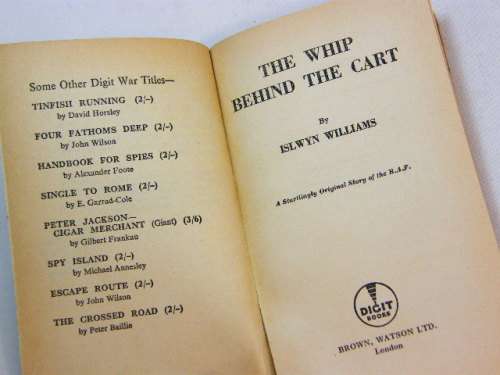 Some Other Digit War Titles—
TINFISH RUNNING (2/-)
by David Horsley
FOUR FATHOMS DEEP (2/-)
by John Wilson
HANDBOOK FOR SPIES (2/-)
by Alexander Foote
SINGLE TO ROME (2/-)
by E. Garrad-Cole
PETER JACKSON—
CIGAR MERCHANT (Giant) (3/6)
by Gilbert Frankau
SPY ISLAND (2/-)
by Michael Annesley
ESCAPE ROUTE (2/-)
by John Wilson
THE CROSSED ROAD (2/-)
by Peter Baillie
THE WHIP
BEHIND THE CART
By
ISLWYN WILLIAMS
A Startlingly Original Story of the R.A.F.
DIGIT
BOOKS
BROWN, WATSON LTD.
London